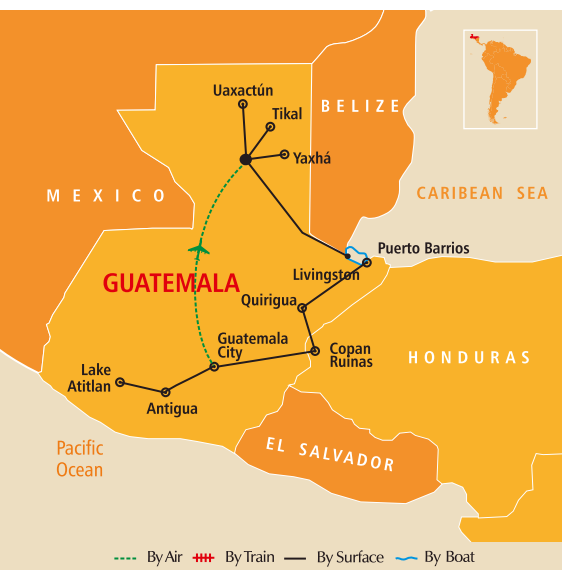 Uaxactún
Tikal
BELIZE
Yaxhá
MEXICO
CARIBEAN SEA
Puerto Barrios
Livingston
GUATEMALA
Quirigua
Guatemala
City
Copan
Ruinas
HONDURAS
Lake
Atitlan
Antigua
Pacific
Ocean
EL SALVADOR
By Air
By Train
By Surface
By Boat